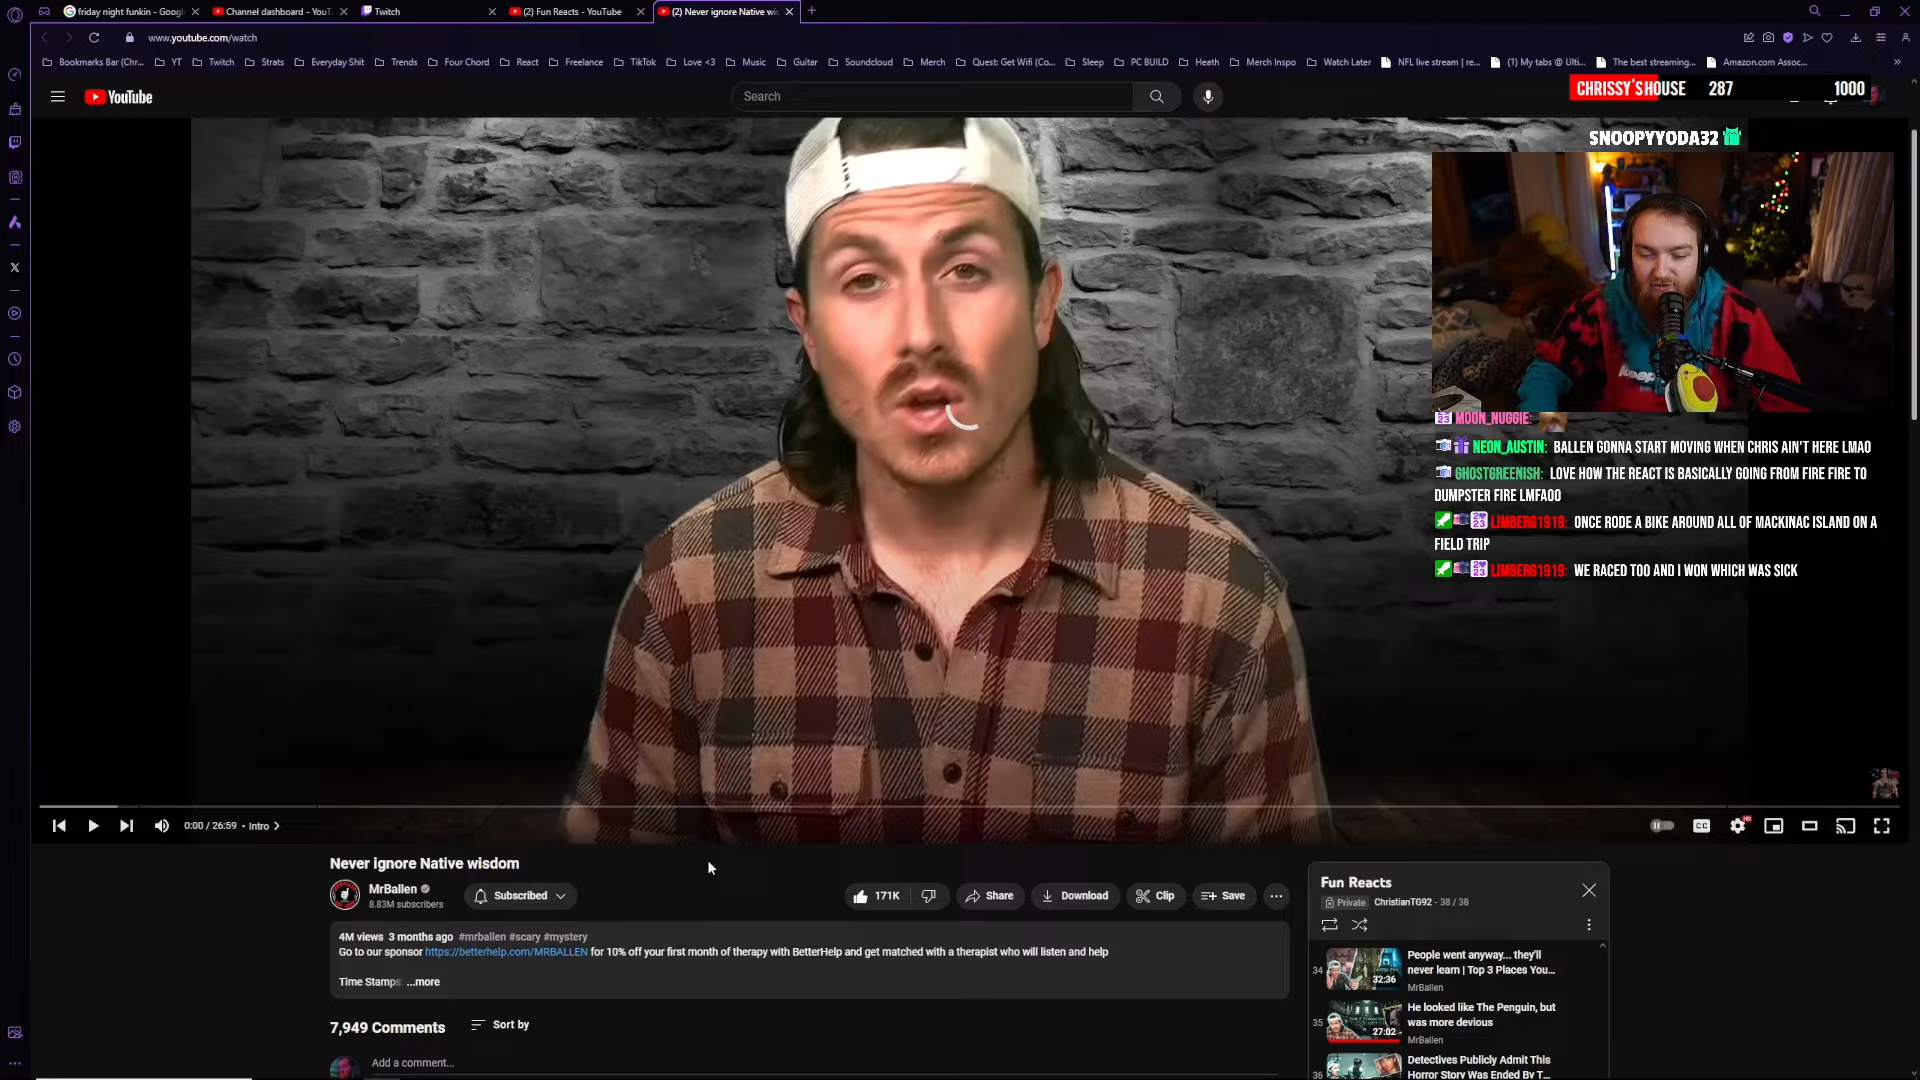 friday night funkin - Googl
Channel dashboard - YouT
Twitch
(2) Fun Reacts - YouTube
(2) Never ignore Native wis
www.youtube.com/watch
Bookmarks Bar (Chr...
YT
Twitch
Strats
Everyday Shit
Trends
Four Chord
React
Freelance
TikTok
Love <3
Music
Guitar
Soundcloud
Merch
Quest: Get Wifi (Co...
Sleep
PC BUILD
Heath
Merch Inspo
Watch Later
NFL live stream | re...
(1) My tabs @ Ulti...
The best streaming...
Amazon.com Assoc...
YouTube
Search
CHRISSY'S HOUSE 287 1000
SNOOPYYODA32
MOON_NUGGIE:
NEON_AUSTIN: BALLEN GONNA START MOVING WHEN CHRIS AIN'T HERE LMAO
GHOSTGREENISH: LOVE HOW THE REACT IS BASICALLY GOING FROM FIRE FIRE TO
DUMPSTER FIRE LMFAOO
LIMBERG1919: ONCE RODE A BIKE AROUND ALL OF MACKINAC ISLAND ON A
FIELD TRIP
LIMBERG1919: WE RACED TOO AND I WON WHICH WAS SICK
0:00 / 26:59 • Intro
CC
HD
Never ignore Native wisdom
MrBallen
8.83M subscribers
Subscribed
171K
Share
Download
Clip
Save
4M views 3 months ago #mrballen #scary #mystery
Go to our sponsor https://betterhelp.com/MRBALLEN for 10% off your first month of therapy with BetterHelp and get matched with a therapist who will listen and help
Time Stamps: ...more
7,949 Comments
Sort by
Add a comment...
Fun Reacts
Private ChristianTG92 - 38 / 38
34
32:36
People went anyway... they'll
never learn | Top 3 Places You...
MrBallen
35
27:02
He looked like The Penguin, but
was more devious
MrBallen
36
Detectives Publicly Admit This
Horror Story Was Ended By T...